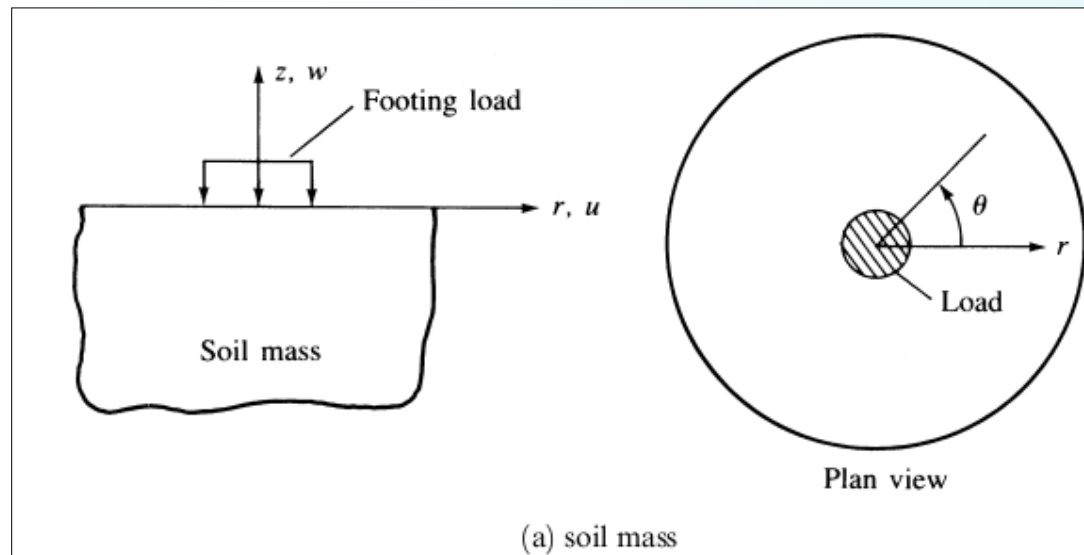 z, w
Footing load
r, u
Soil mass
θ
r
Load
Plan view
(a) soil mass